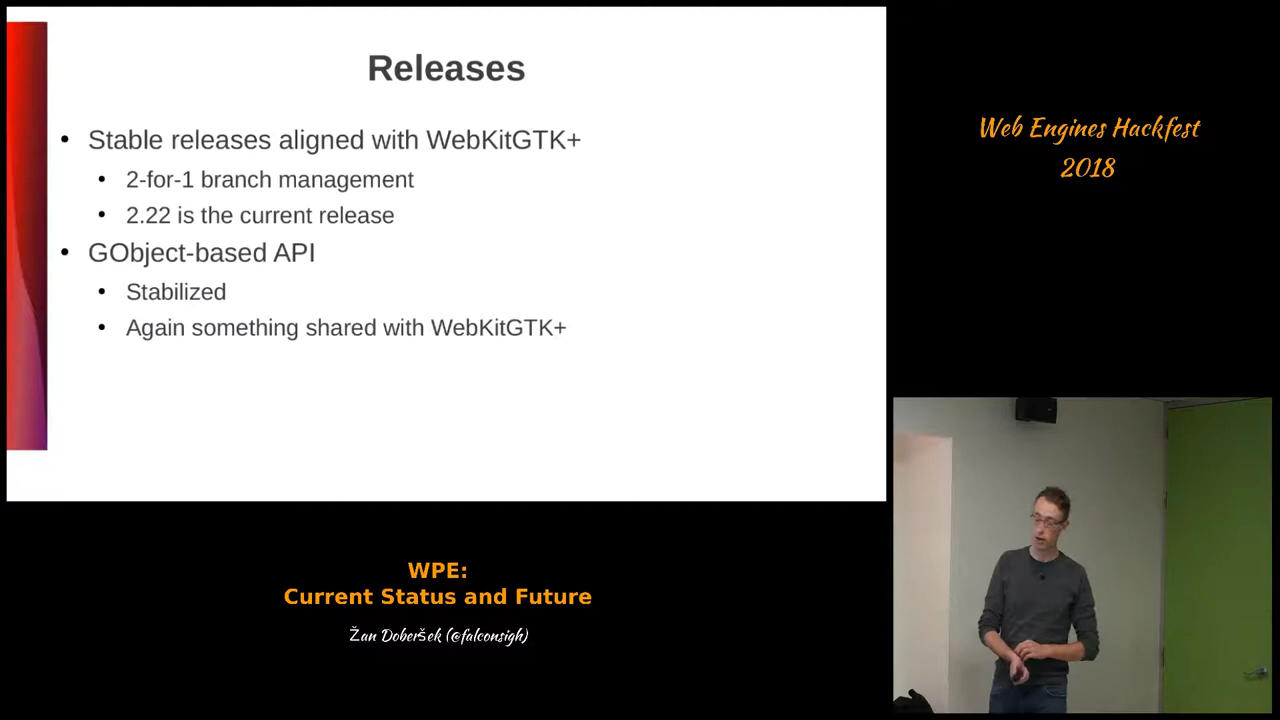 Releases
Stable releases aligned with WebKitGTK+
2-for-1 branch management
2.22 is the current release
GObject-based API
Stabilized
Again something shared with WebKitGTK+
Web Engines Hackfest
2018
WPE:
Current Status and Future
Žan Doberšek (@falconsigh)